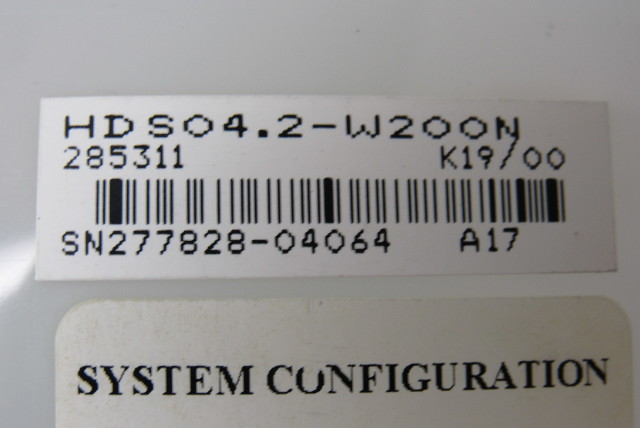 HDS04.2-W200N
285311 K19/00
SN277828-04064 A17
SYSTEM CONFIGURATION